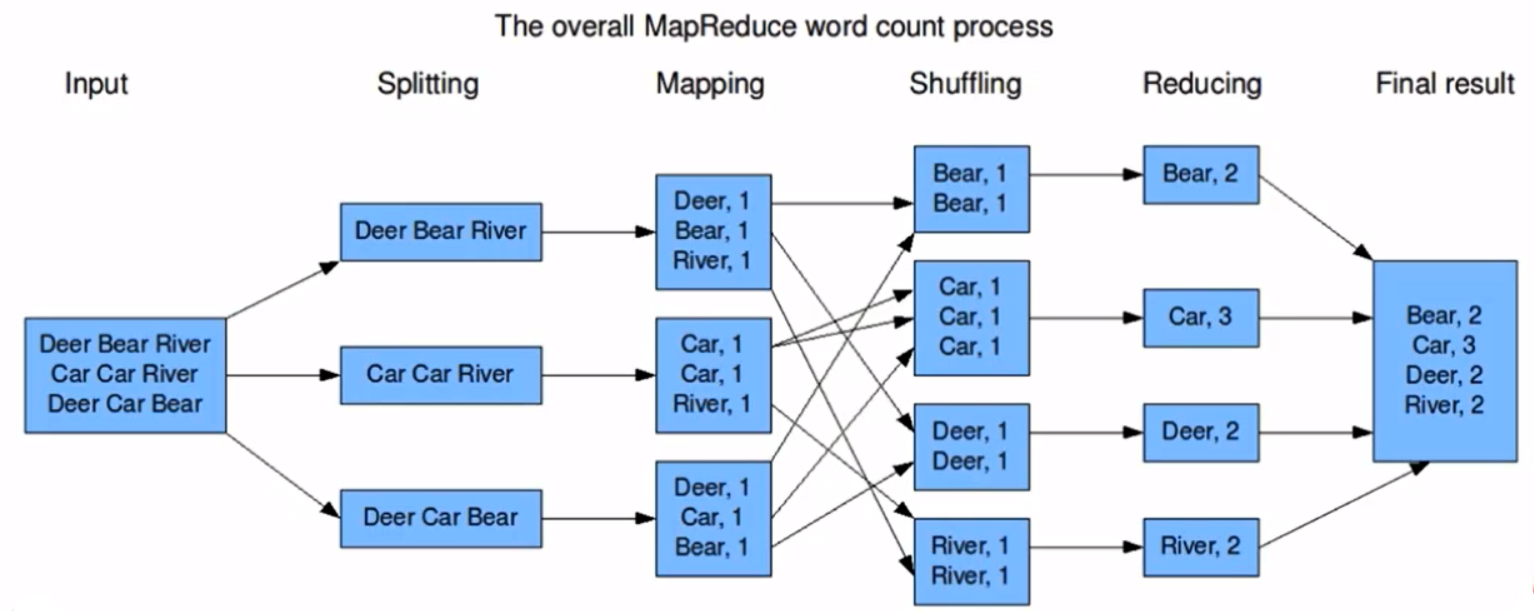 The overall MapReduce word count process
Input
Splitting
Mapping
Shuffling
Reducing
Final result
Deer Bear River
Car Car River
Deer Car Bear
Deer Bear River
Car Car River
Deer Car Bear
Deer, 1
Bear, 1
River, 1
Car, 1
Car, 1
River, 1
Deer, 1
Car, 1
Bear, 1
Bear, 1
Bear, 1
Car, 1
Car, 1
Car, 1
Deer, 1
Deer, 1
River, 1
River, 1
Bear, 2
Car, 3
Deer, 2
River, 2
Bear, 2
Car, 3
Deer, 2
River, 2